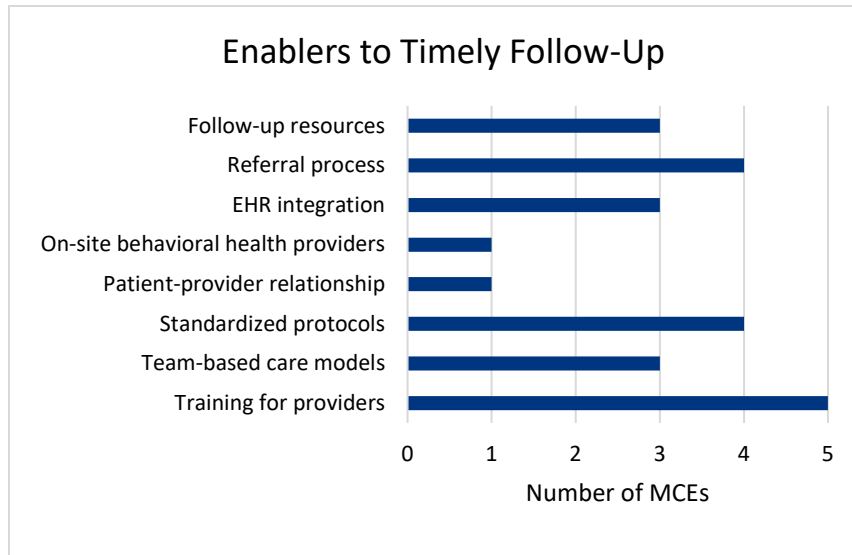 Enablers to Timely Follow-Up
Follow-up resources
Referral process
EHR integration
On-site behavioral health providers
Patient-provider relationship
Standardized protocols
Team-based care models
Training for providers
0 1 2 3 4 5
Number of MCEs